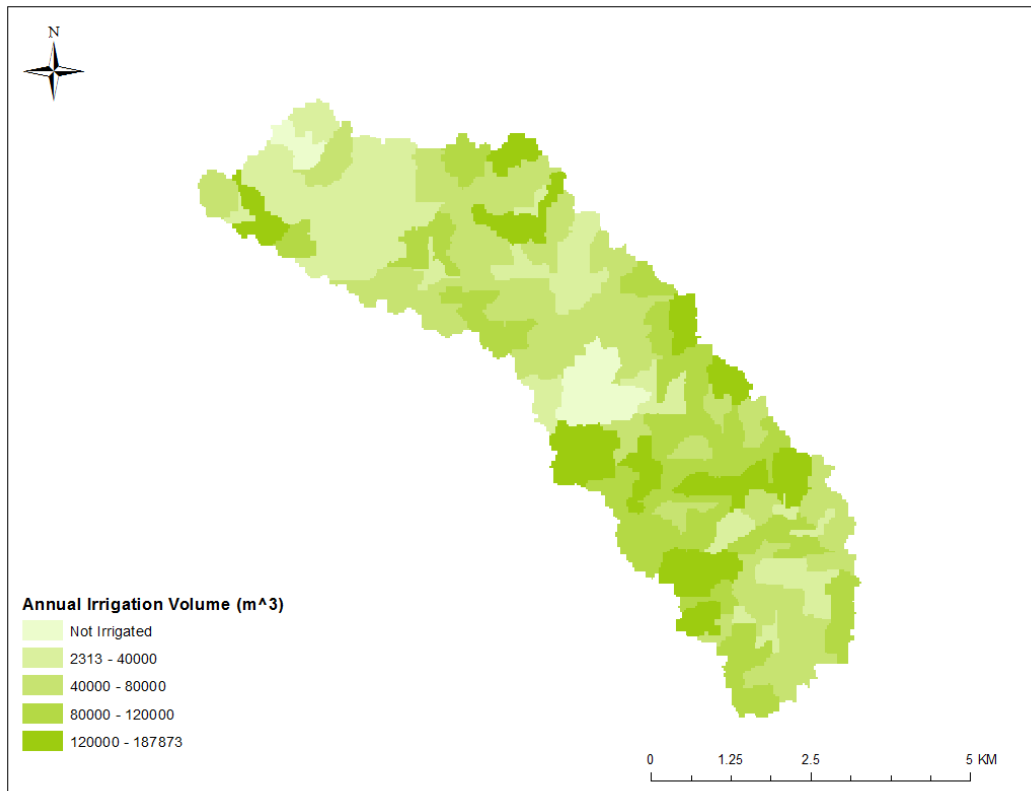 N
Annual Irrigation Volume (m^3)
Not Irrigated
2313 - 40000
40000 - 80000
80000 - 120000
120000 - 187873
0 1.25 2.5 5 KM